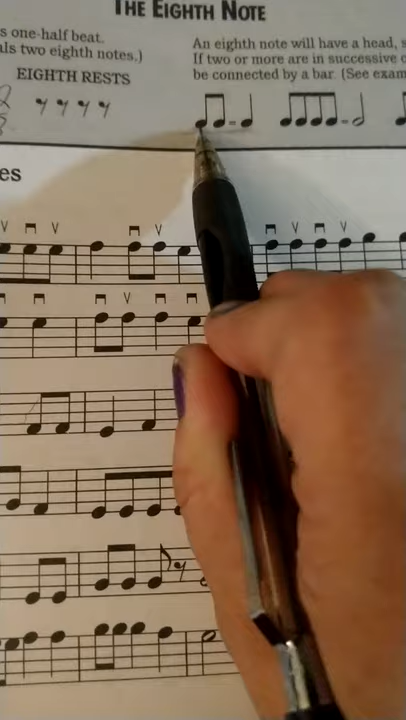 THE EIGHTH NOTE
s one-half beat.
als two eighth notes.)
EIGHTH RESTS
An eighth note will have a head, s
If two or more are in successive o
be connected by a bar. (See exam
es